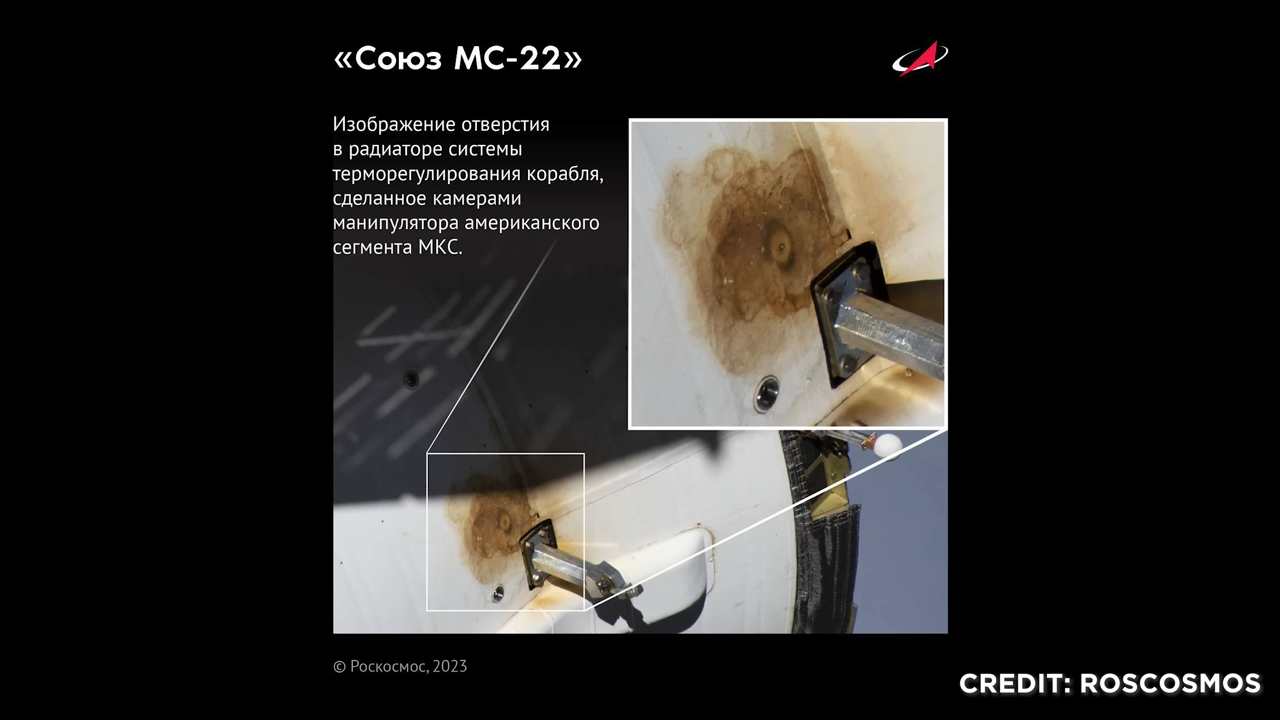 «Союз МС-22»
Изображение отверстия
в радиаторе системы
терморегулирования корабля,
сделанное камерами
манипулятора американского
сегмента МКС.
© Роскосмос, 2023
CREDIT: ROSCOSMOS